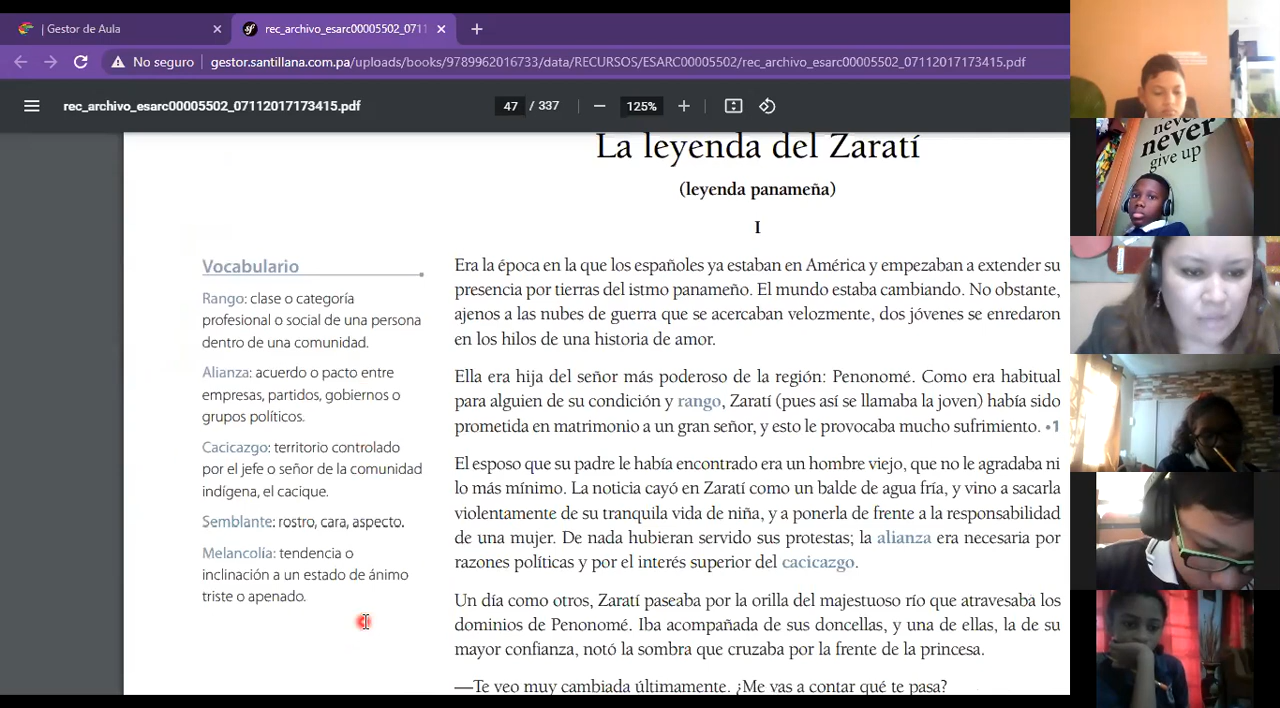 | Gestor de Aula
rec_archivo_esarc00005502_0711
No seguro
gestor.santillana.com.pa/uploads/books/9789962016733/data/RECURSOS/ESARC00005502/rec_archivo_esarc00005502_07112017173415.pdf
rec_archivo_esarc00005502_07112017173415.pdf
47 / 337
125%
La leyenda del Zaratí
(leyenda panameña)
I
Vocabulario
Rango: clase o categoría
profesional o social de una persona
dentro de una comunidad.
Alianza: acuerdo o pacto entre
empresas, partidos, gobiernos o
grupos políticos.
Cacicazgo: territorio controlado
por el jefe o señor de la comunidad
indígena, el cacique.
Semblante: rostro, cara, aspecto.
Melancolía: tendencia o
inclinación a un estado de ánimo
triste o apenado.
Era la época en la que los españoles ya estaban en América y empezaban a extender su
presencia por tierras del istmo panameño. El mundo estaba cambiando. No obstante,
ajenos a las nubes de guerra que se acercaban velozmente, dos jóvenes se enredaron
en los hilos de una historia de amor.
Ella era hija del señor más poderoso de la región: Penonomé. Como era habitual
para alguien de su condición y rango, Zaratí (pues así se llamaba la joven) había sido
prometida en matrimonio a un gran señor, y esto le provocaba mucho sufrimiento. •1
El esposo que su padre le había encontrado era un hombre viejo, que no le agradaba ni
lo más mínimo. La noticia cayó en Zaratí como un balde de agua fría, y vino a sacarla
violentamente de su tranquila vida de niña, y a ponerla de frente a la responsabilidad
de una mujer. De nada hubieran servido sus protestas; la alianza era necesaria por
razones políticas y por el interés superior del cacicazgo.
Un día como otros, Zaratí paseaba por la orilla del majestuoso río que atravesaba los
dominios de Penonomé. Iba acompañada de sus doncellas, y una de ellas, la de su
mayor confianza, notó la sombra que cruzaba por la frente de la princesa.
—Te veo muy cambiada últimamente. ¿Me vas a contar qué te pasa?
never
never
give up